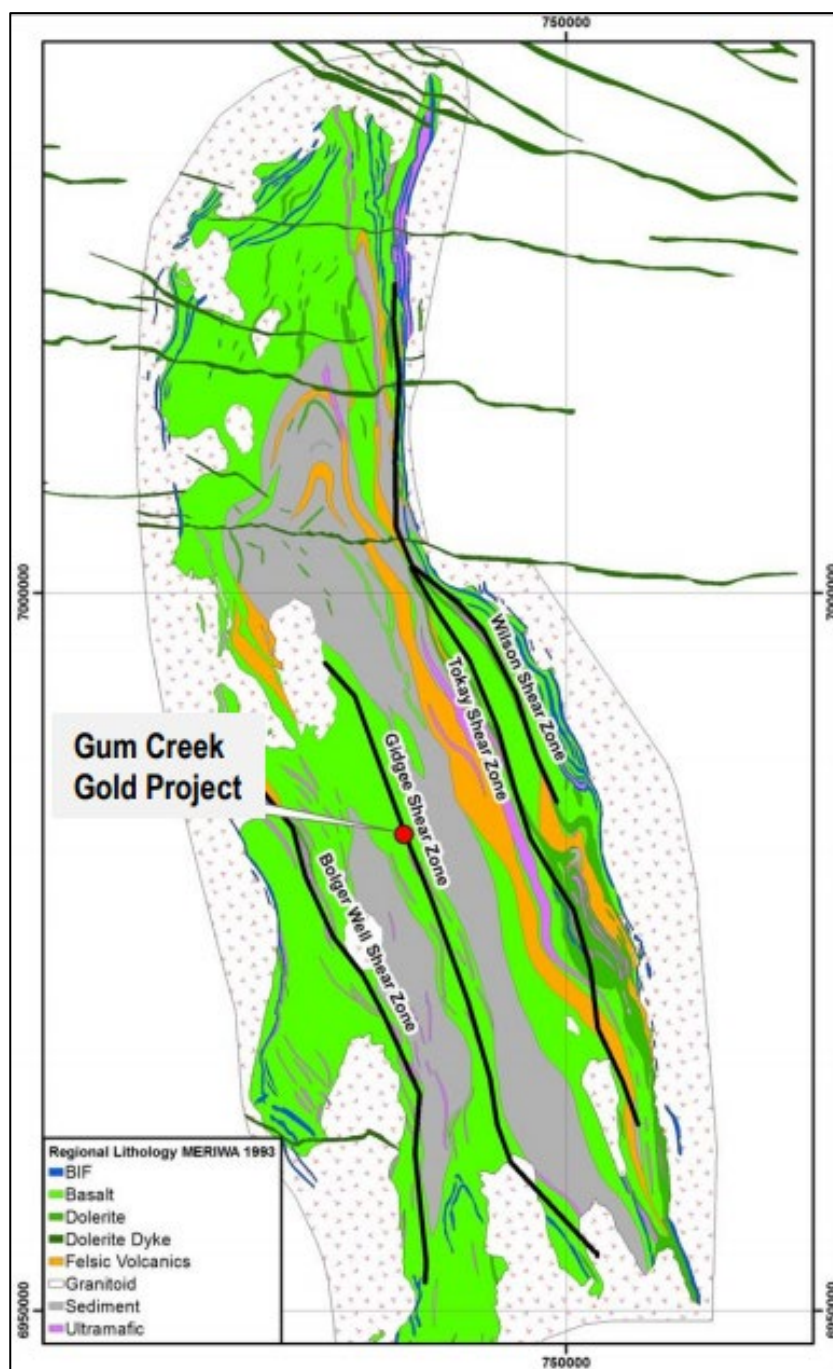 750000
7000000
7000000
Wilson Shear Zone
Tokay Shear Zone
Gidgee Shear Zone
Gum Creek
Gold Project
Bolger Well Shear Zone
Regional Lithology MERIWA 1993
BIF
Basalt
Dolerite
Dolerite Dyke
Felsic Volcanics
Granitoid
Sediment
Ultramafic
6950000
6950000
750000